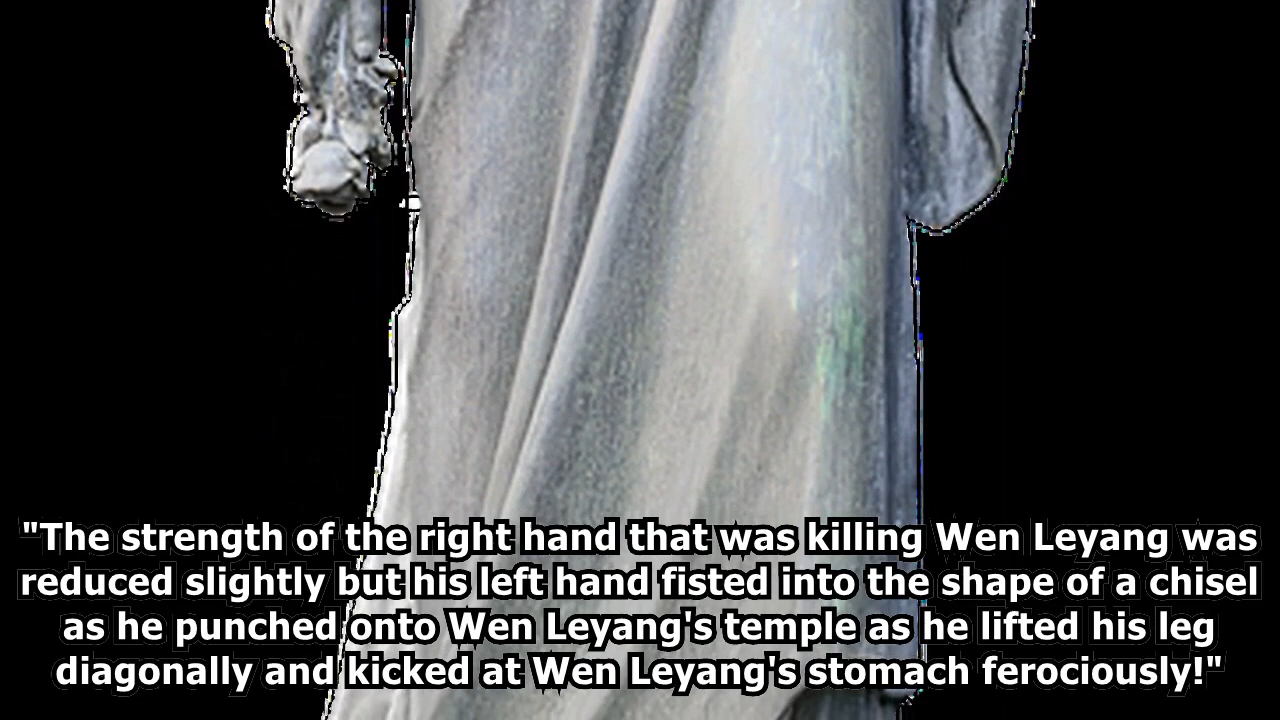 "The strength of the right hand that was killing Wen Leyang was
reduced slightly but his left hand fisted into the shape of a chisel
as he punched onto Wen Leyang's temple as he lifted his leg
diagonally and kicked at Wen Leyang's stomach ferociously!"